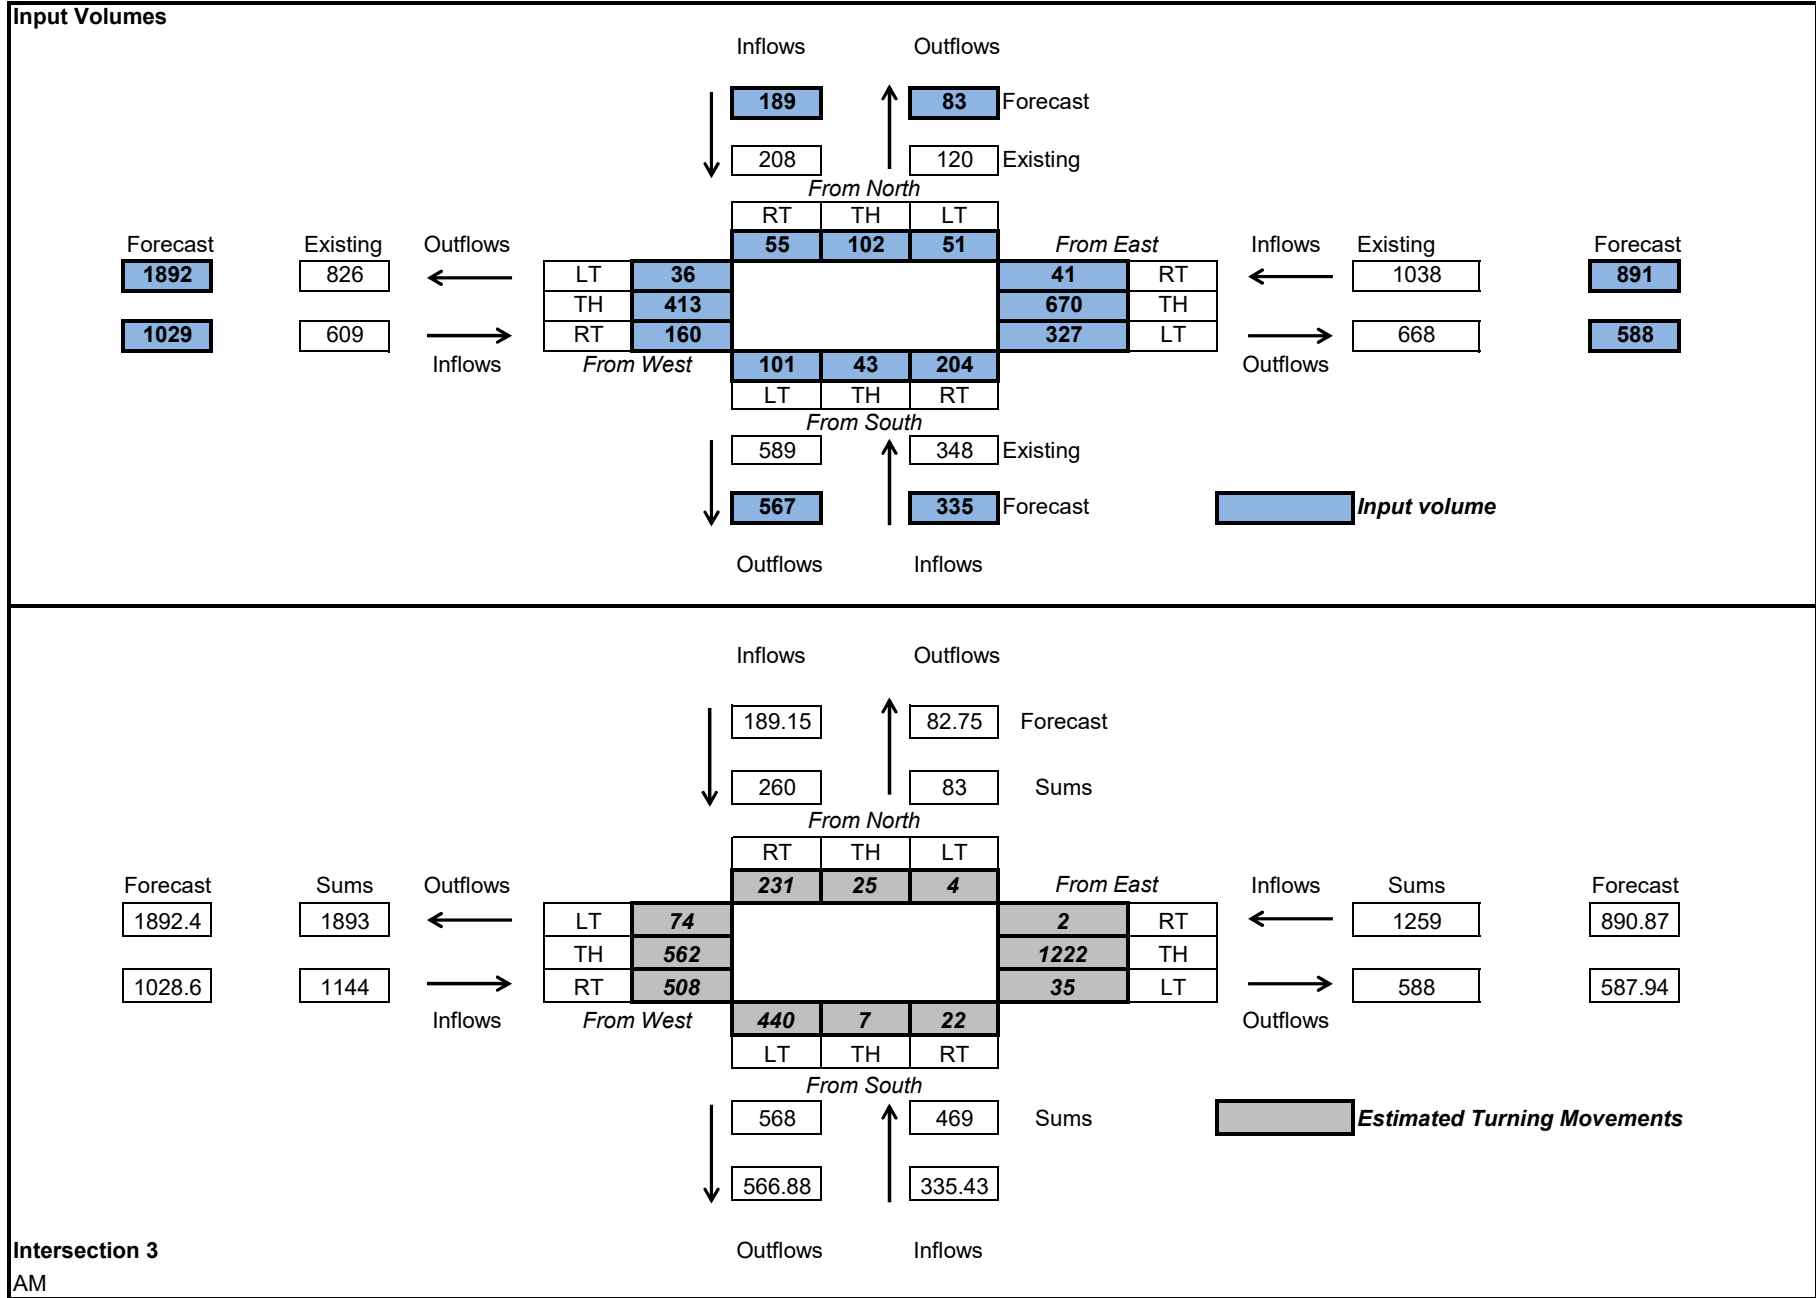 Input Volumes
Inflows Outflows
189 83 Forecast
208 120 Existing
From North
RT TH LT
Forecast Existing Outflows 55 102 51 From East Inflows Existing Forecast
1892 826 LT 36 41 RT 1038 891
TH 413 670 TH
1029 609 RT 160 327 LT 668 588
Inflows From West 101 43 204 Outflows
LT TH RT
From South
589 348 Existing
567 335 Forecast Input volume
Outflows Inflows
Inflows Outflows
189.15 82.75 Forecast
260 83 Sums
From North
RT TH LT
Forecast Sums Outflows 231 25 4 From East Inflows Sums Forecast
1892.4 1893 LT 74 2 RT 1259 890.87
TH 562 1222 TH
1028.6 1144 RT 508 35 LT 588 587.94
Inflows From West 440 7 22 Outflows
LT TH RT
From South
568 469 Sums Estimated Turning Movements
566.88 335.43
Intersection 3 Outflows Inflows
AM